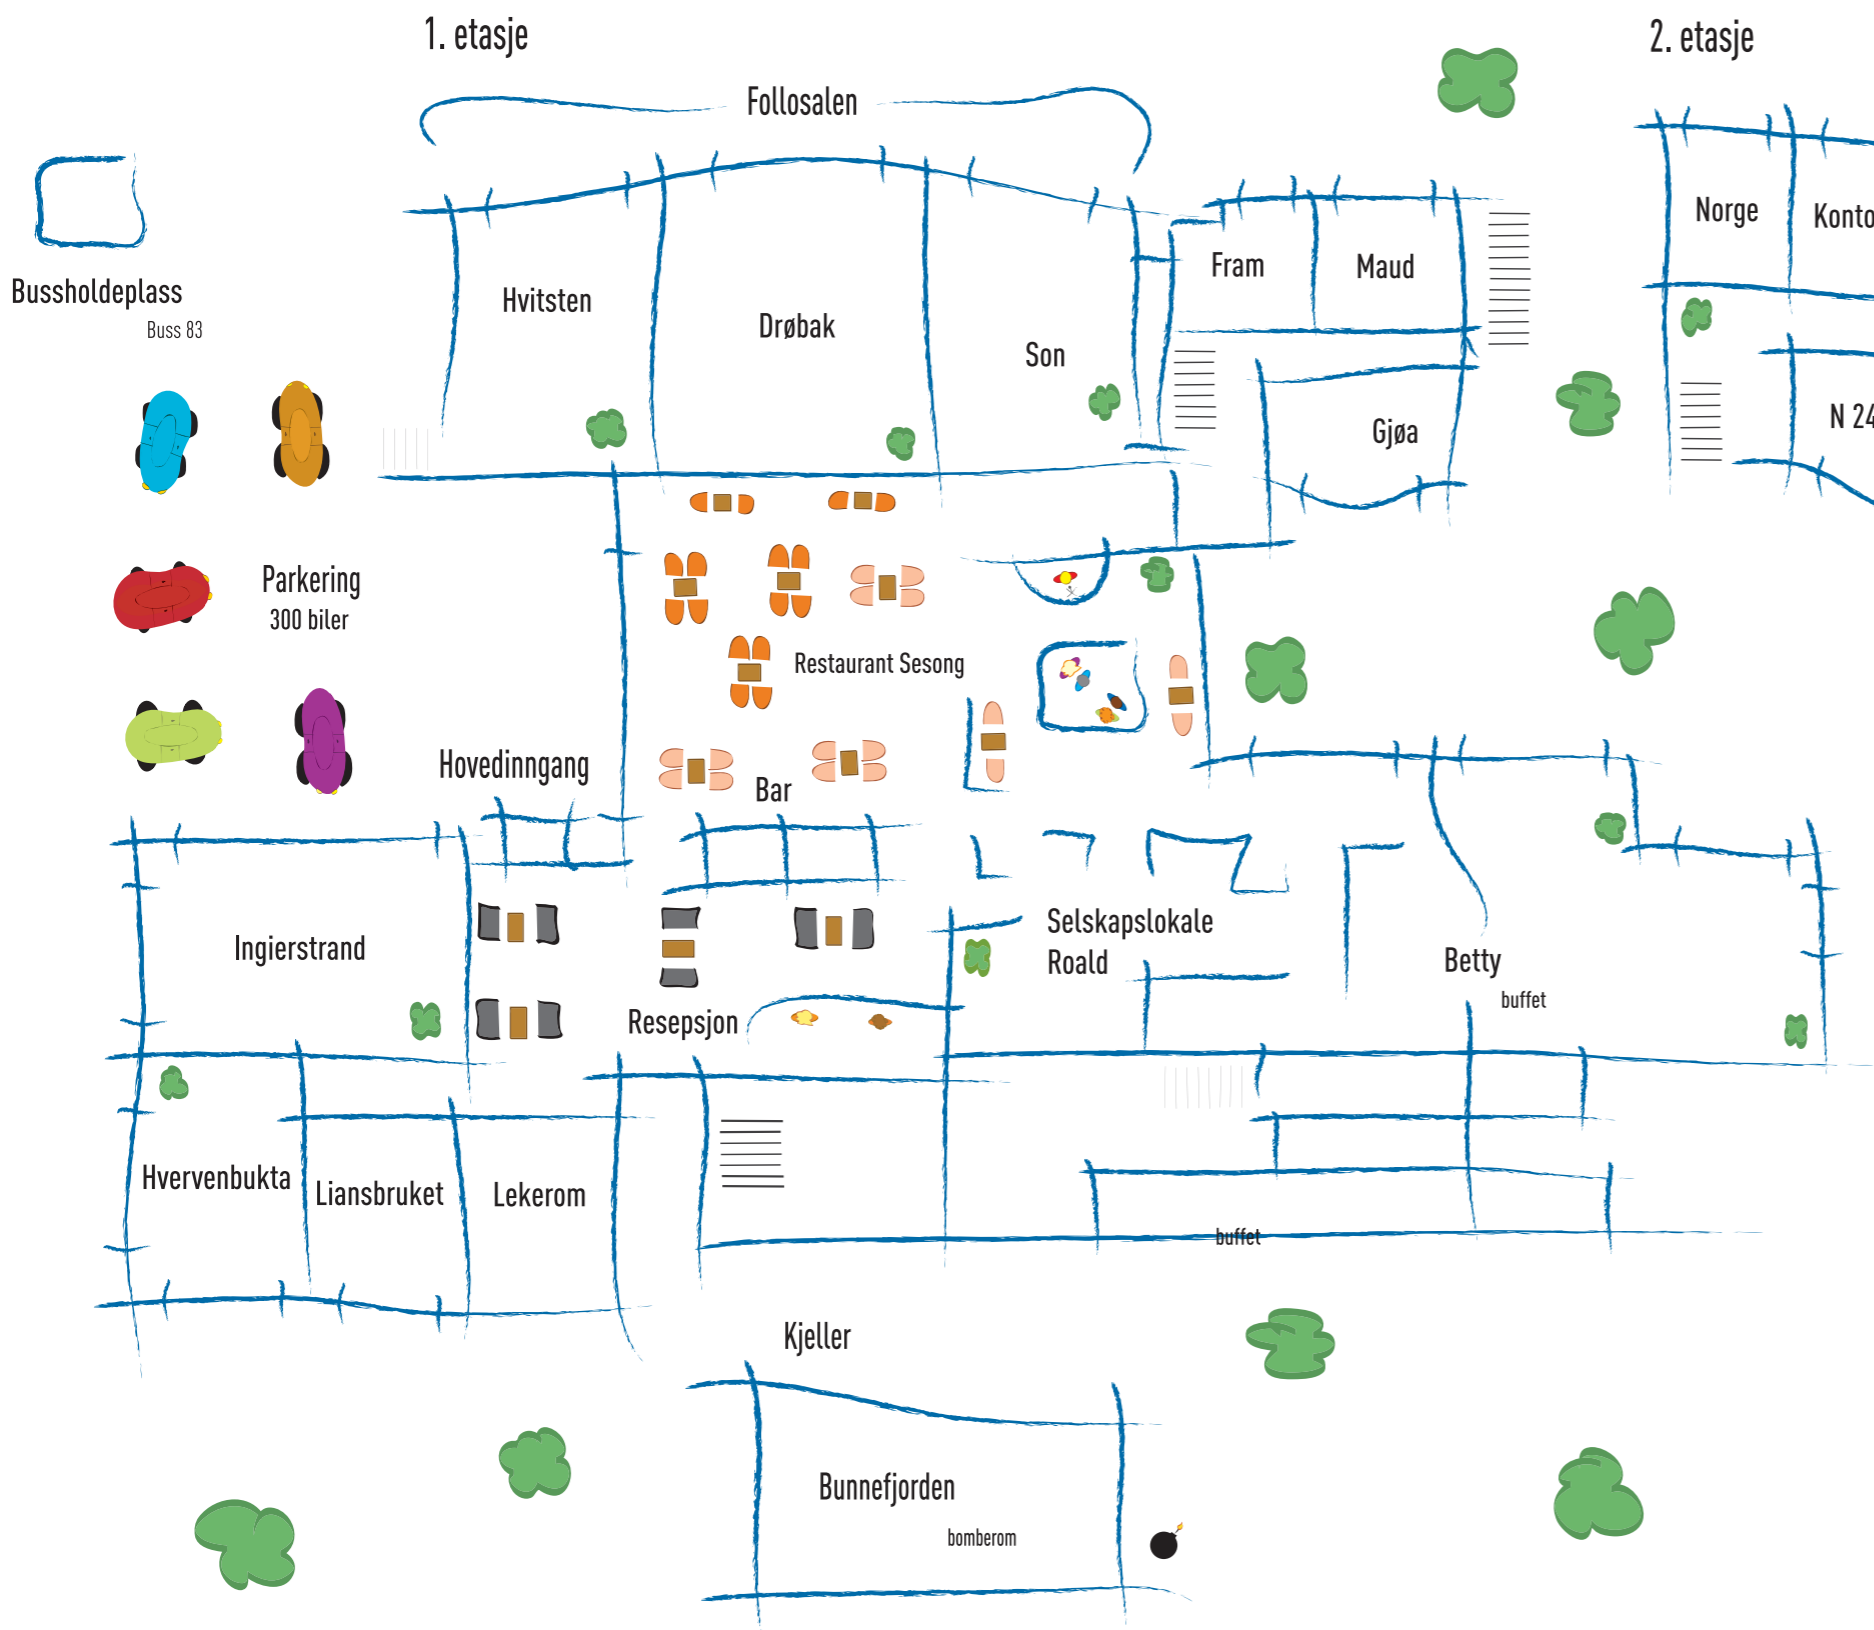 1. etasje
2. etasje
Follosalen
Bussholdeplass
Buss 83
Hvitsten
Drøbak
Son
Fram
Maud
Gjøa
Norge
Konto
N 24
Parkering
300 biler
Restaurant Sesong
Hovedinngang
Bar
Ingierstrand
Selskapslokale
Roald
Betty
buffet
Resepsjon
Hvervenbukta
Liansbruket
Lekerom
buffet
Kjeller
Bunnefjorden
bomberom